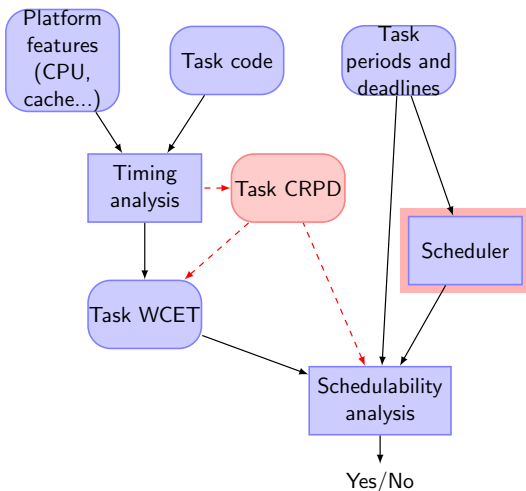 Platform
features
(CPU,
cache...)
Task code
Task
periods and
deadlines
Timing
analysis
Task CRPD
Scheduler
Task WCET
Schedulability
analysis
Yes/No